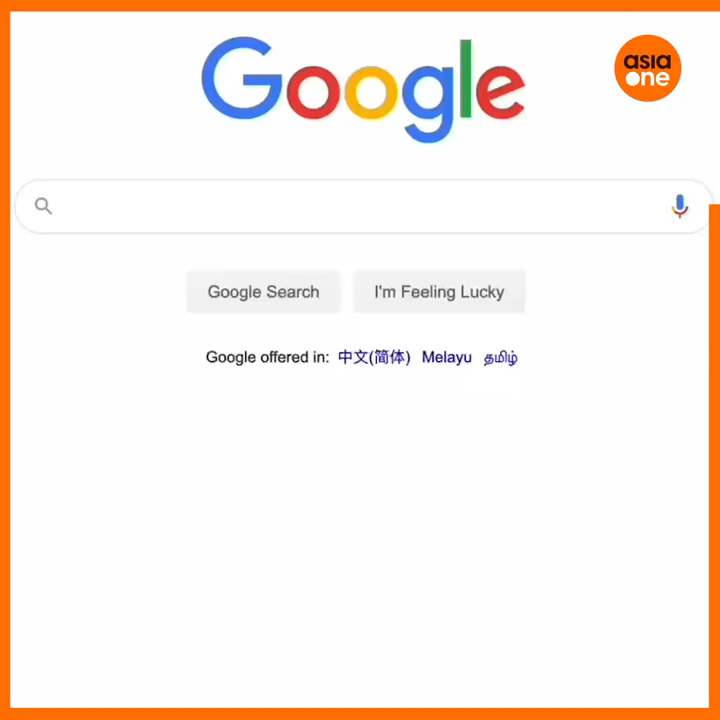 Google
asia
one
Google Search
I'm Feeling Lucky
Google offered in: 中文(简体) Melayu தமிழ்